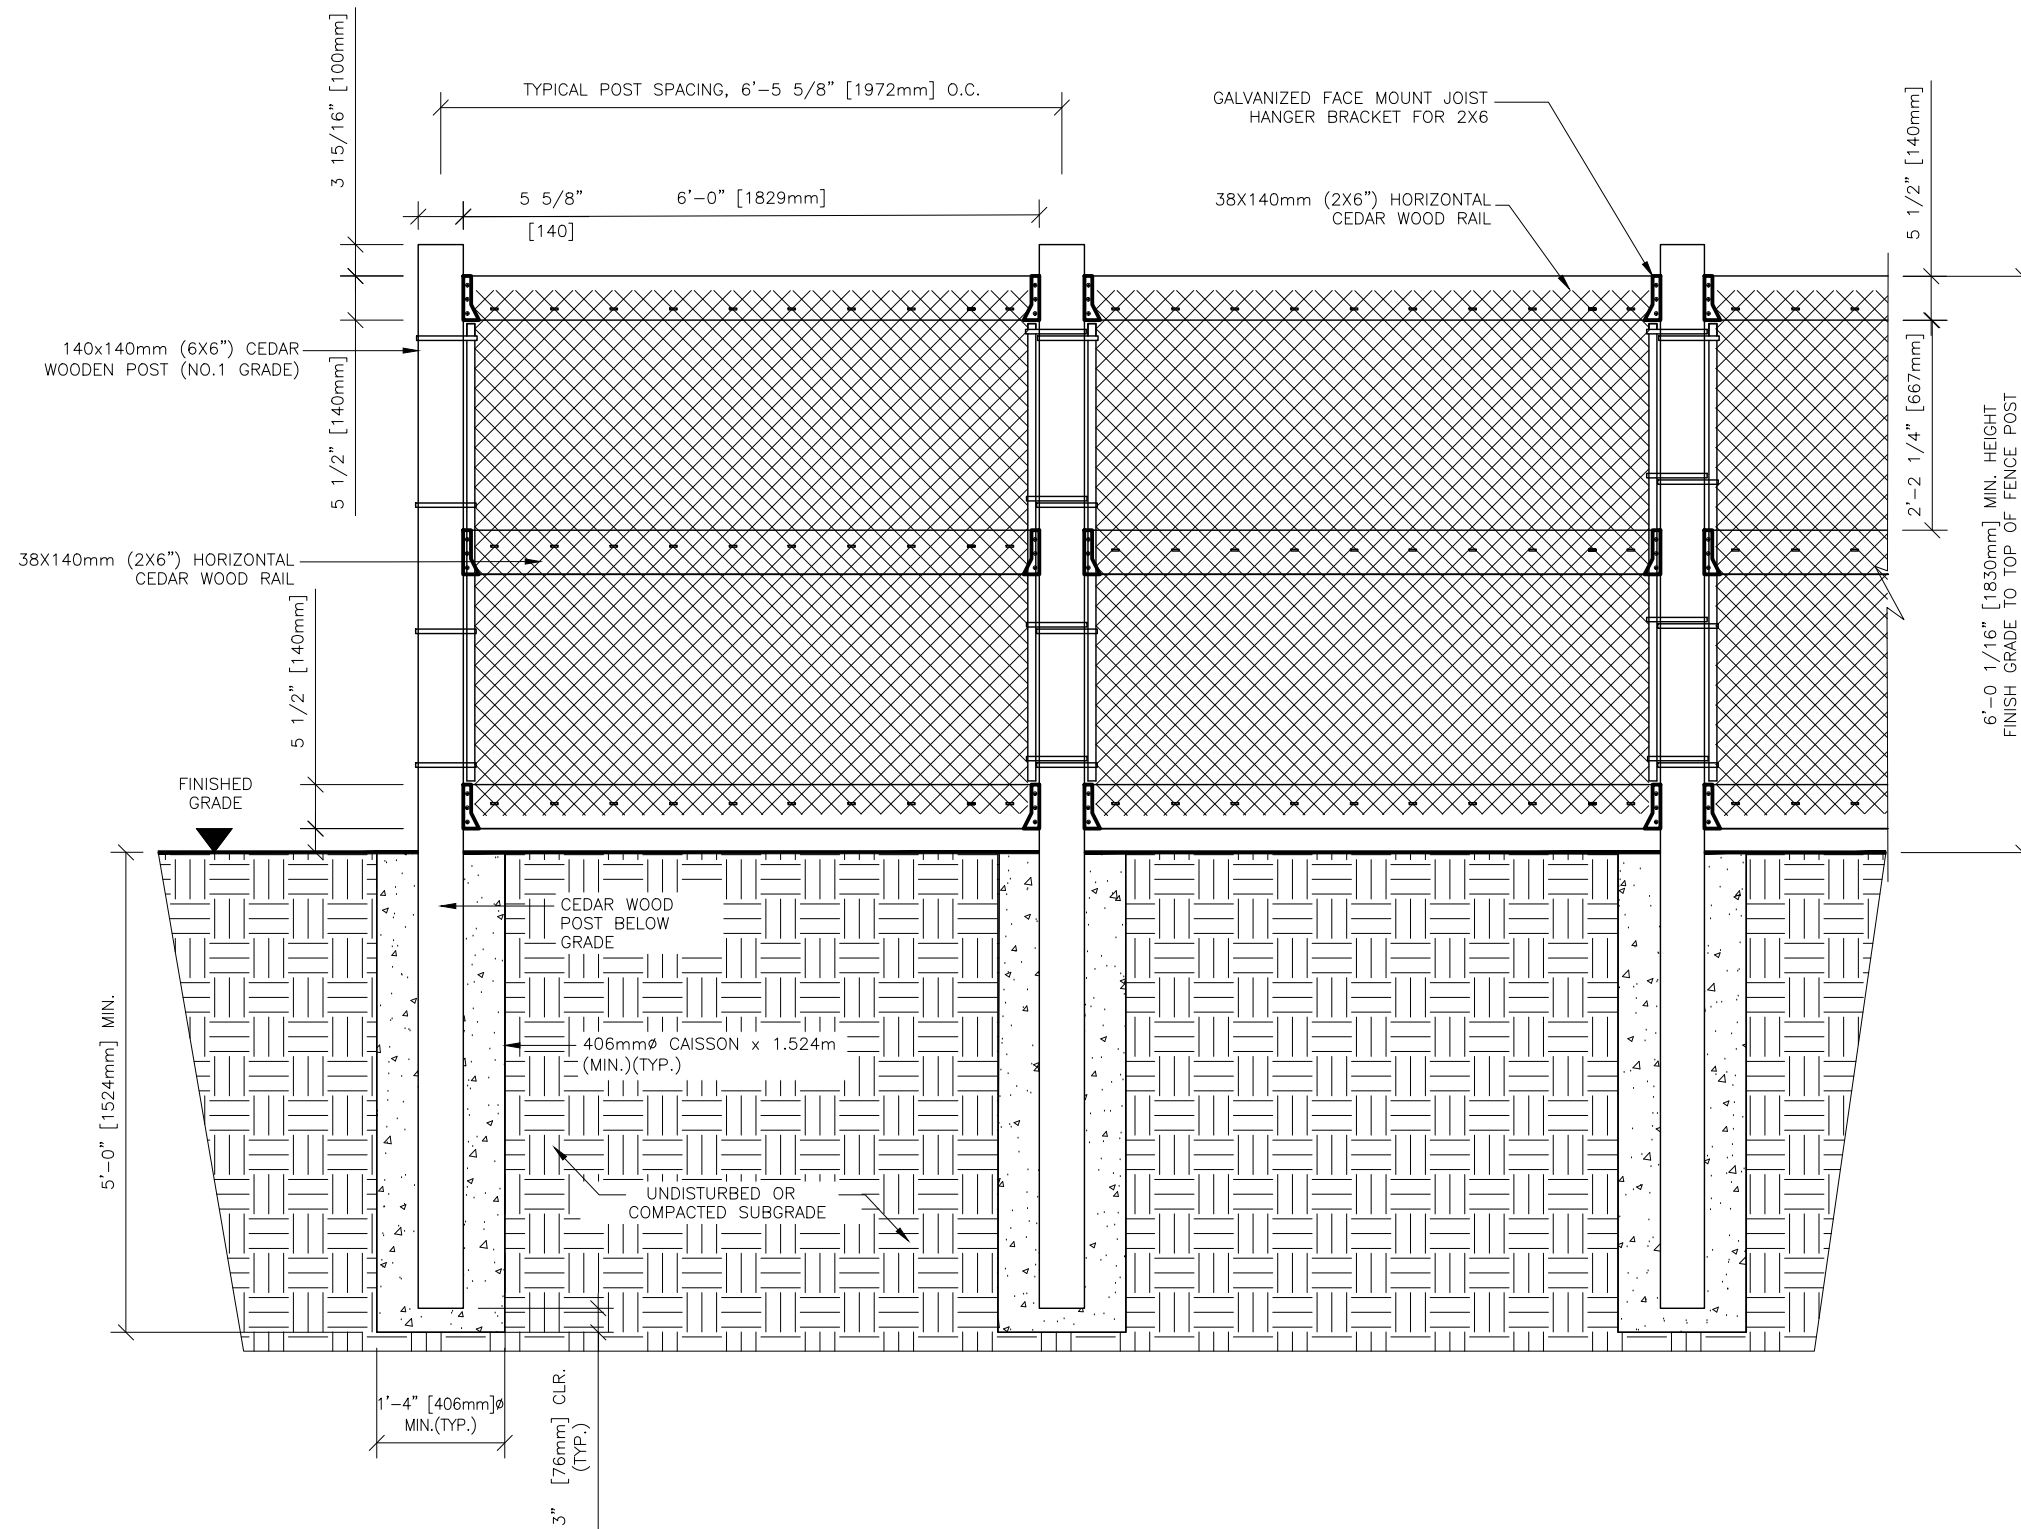 3 15/16" [100mm]
TYPICAL POST SPACING, 6'-5 5/8" [1972mm] O.C.
GALVANIZED FACE MOUNT JOIST
HANGER BRACKET FOR 2X6
5 1/2" [140mm]
5 5/8"
[140]
6'-0" [1829mm]
38X140mm (2X6") HORIZONTAL
CEDAR WOOD RAIL
140x140mm (6X6") CEDAR
WOODEN POST (NO.1 GRADE)
5 1/2" [140mm]
2'-2 1/4" [667mm]
6'-0 1/16" [1830mm] MIN. HEIGHT
FINISH GRADE TO TOP OF FENCE POST
38X140mm (2X6") HORIZONTAL
CEDAR WOOD RAIL
5 1/2" [140mm]
FINISHED
GRADE
CEDAR WOOD
POST BELOW
GRADE
5'-0" [1524mm] MIN.
406mmø CAISSON x 1.524m
(MIN.)(TYP.)
UNDISTURBED OR
COMPACTED SUBGRADE
1'-4" [406mm]ø
MIN.(TYP.)
3" [76mm] CLR.
(TYP.)